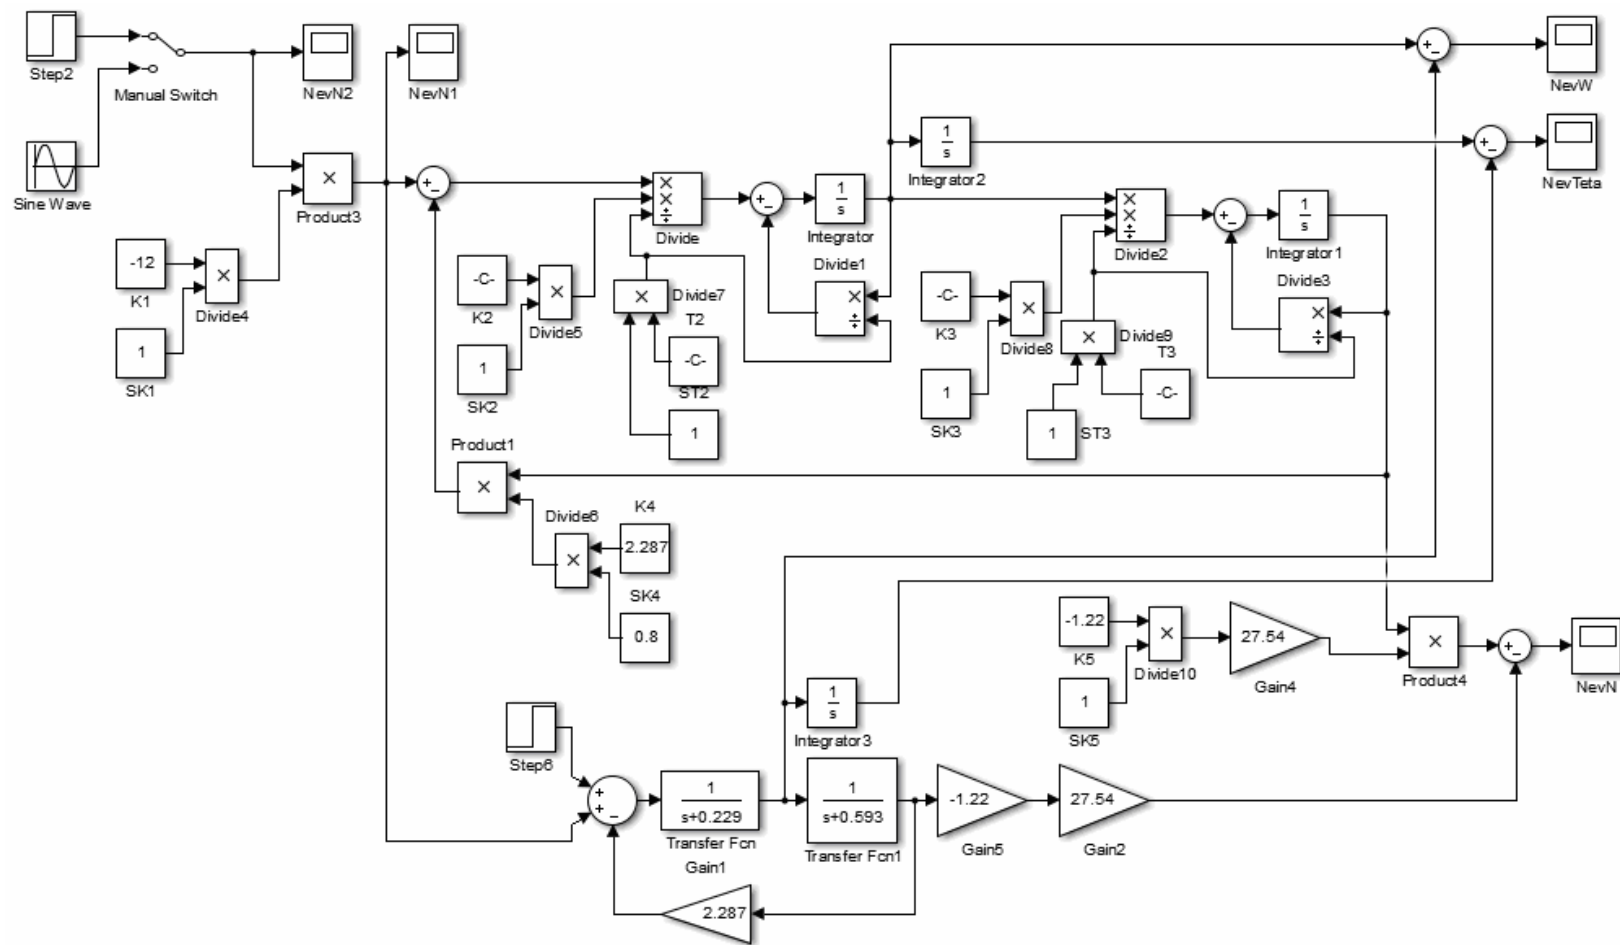 Step2
Manual Switch
NevN2
NevN1
NevW
Sine Wave
×
Product3
-12
K1
×
Divide4
1
SK1
+
−
×
×
÷
Divide
+
−
1
s
Integrator
1
s
Integrator2
+
−
+
−
NevTeta
×
×
÷
Divide2
+
−
1
s
Integrator1
-C-
K2
×
Divide5
1
SK2
×
Divide7
T2
-C-
ST2
1
Divide1
×
÷
-C-
K3
×
Divide8
1
SK3
×
Divide9
T3
-C-
1
ST3
Divide3
×
÷
Product1
×
Divide6
×
K4
2.287
SK4
0.8
-1.22
K5
×
Divide10
1
SK5
27.54
Gain4
×
Product4
+
−
NevN
Step6
+
+
−
1
s+0.229
Transfer Fcn
1
s
Integrator3
1
s+0.593
Transfer Fcn1
-1.22
Gain5
27.54
Gain2
Gain1
2.287